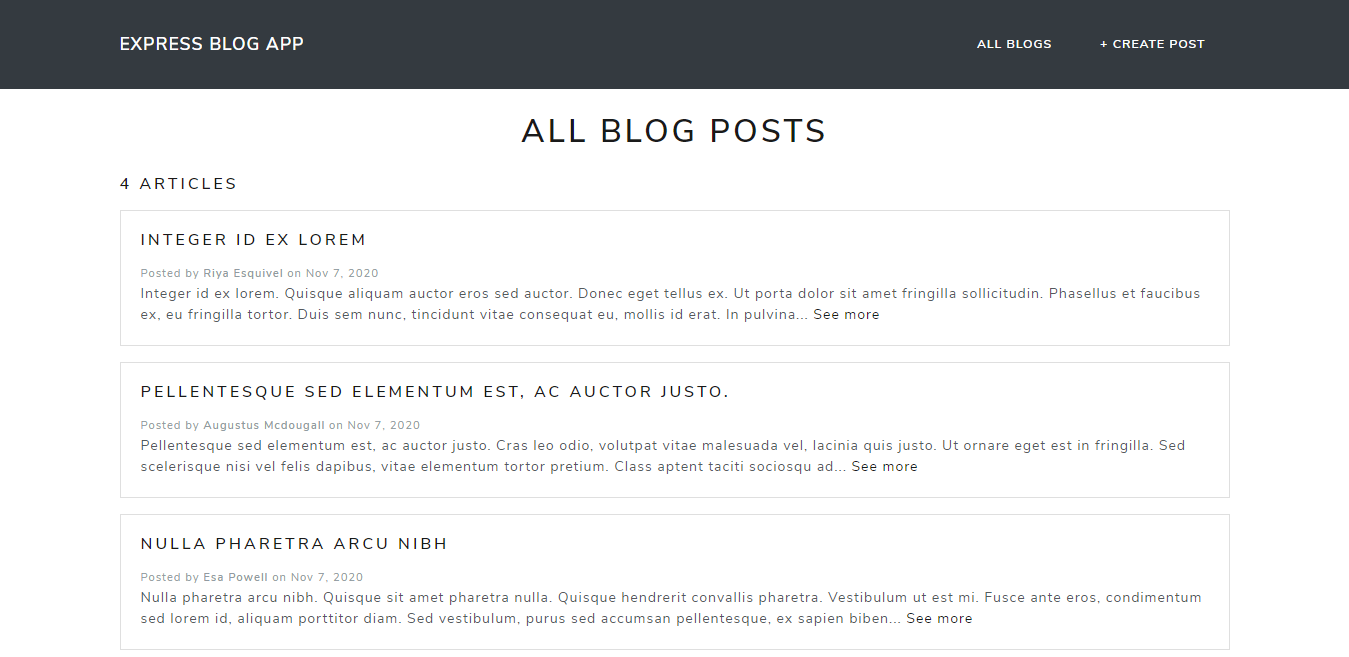 EXPRESS BLOG APP
ALL BLOGS
+ CREATE POST
ALL BLOG POSTS
4 ARTICLES
INTEGER ID EX LOREM
Posted by Riya Esquivel on Nov 7, 2020
Integer id ex lorem. Quisque aliquam auctor eros sed auctor. Donec eget tellus ex. Ut porta dolor sit amet fringilla sollicitudin. Phasellus et faucibus
ex, eu fringilla tortor. Duis sem nunc, tincidunt vitae consequat eu, mollis id erat. In pulvina... See more
PELLENTESQUE SED ELEMENTUM EST, AC AUCTOR JUSTO.
Posted by Augustus Mcdougall on Nov 7, 2020
Pellentesque sed elementum est, ac auctor justo. Cras leo odio, volutpat vitae malesuada vel, lacinia quis justo. Ut ornare eget est in fringilla. Sed
scelerisque nisi vel felis dapibus, vitae elementum tortor pretium. Class aptent taciti sociosqu ad... See more
NULLA PHARETRA ARCU NIBH
Posted by Esa Powell on Nov 7, 2020
Nulla pharetra arcu nibh. Quisque sit amet pharetra nulla. Quisque hendrerit convallis pharetra. Vestibulum ut est mi. Fusce ante eros, condimentum
sed lorem id, aliquam porttitor diam. Sed vestibulum, purus sed accumsan pellentesque, ex sapien biben... See more